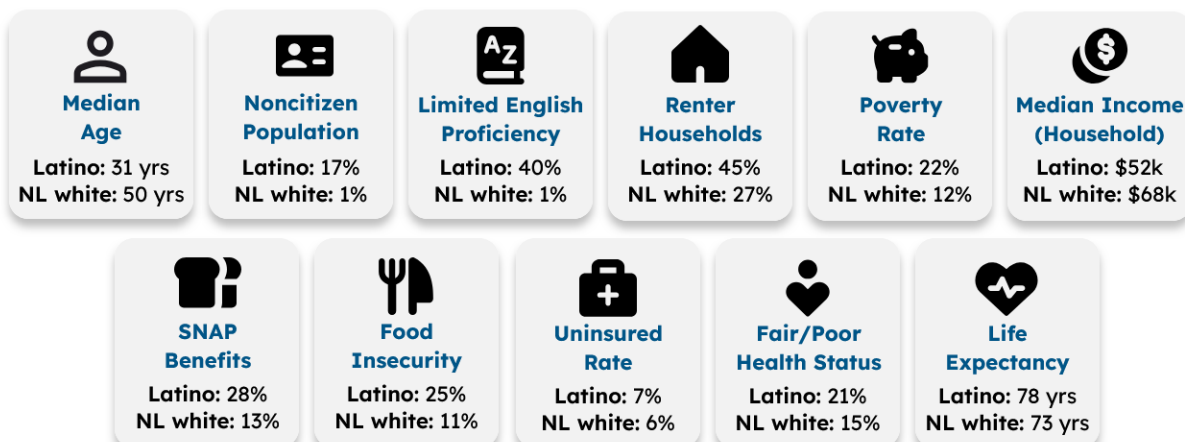 AZ
Median
Age
Latino: 31 yrs
NL white: 50 yrs
Noncitizen
Population
Latino: 17%
NL white: 1%
Limited English
Proficiency
Latino: 40%
NL white: 1%
Renter
Households
Latino: 45%
NL white: 27%
Poverty
Rate
Latino: 22%
NL white: 12%
$
Median Income
(Household)
Latino: $52k
NL white: $68k
SNAP
Benefits
Latino: 28%
NL white: 13%
Food
Insecurity
Latino: 25%
NL white: 11%
Uninsured
Rate
Latino: 7%
NL white: 6%
Fair/Poor
Health Status
Latino: 21%
NL white: 15%
Life
Expectancy
Latino: 78 yrs
NL white: 73 yrs